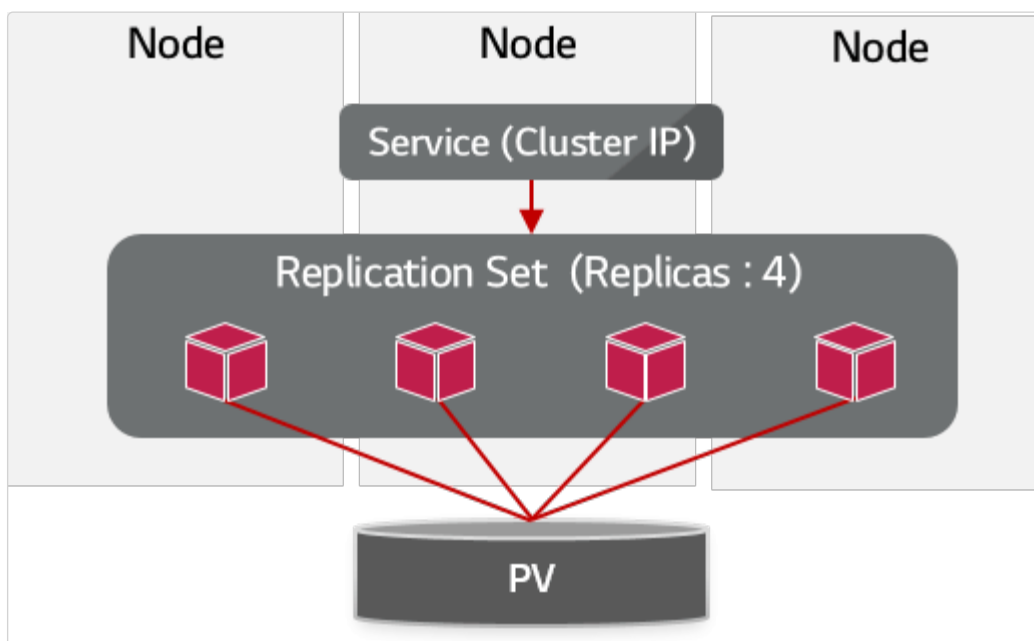 Node
Node
Node
Service (Cluster IP)
Replication Set (Replicas : 4)
PV